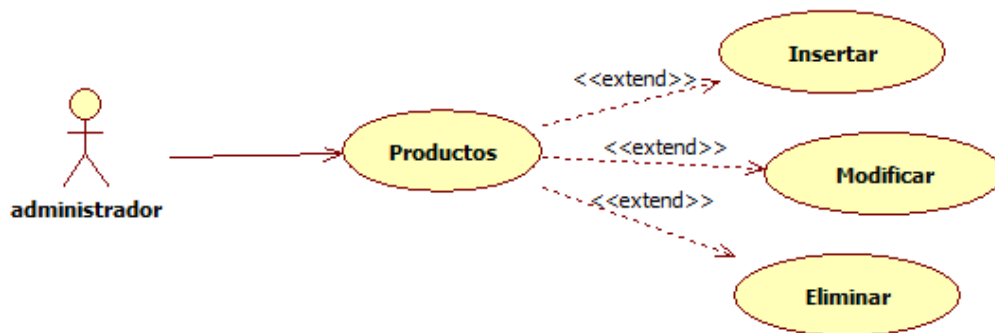 Insertar
<<extend>>
<<extend>>
Productos
Modificar
<<extend>>
administrador
Eliminar